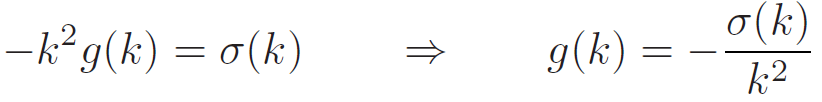 −k²g(k) = σ(k) ⇒ g(k) = −σ(k)/k²